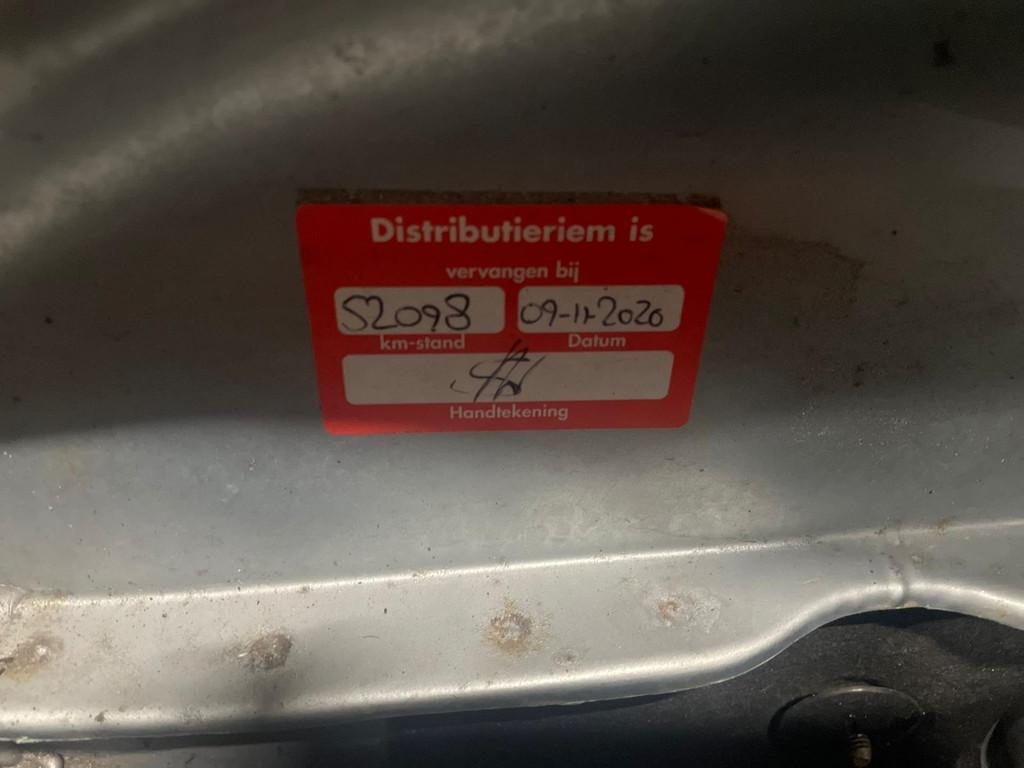 Distributieriem is
vervangen bij
52098 09-11-2020
km-stand Datum
Handtekening